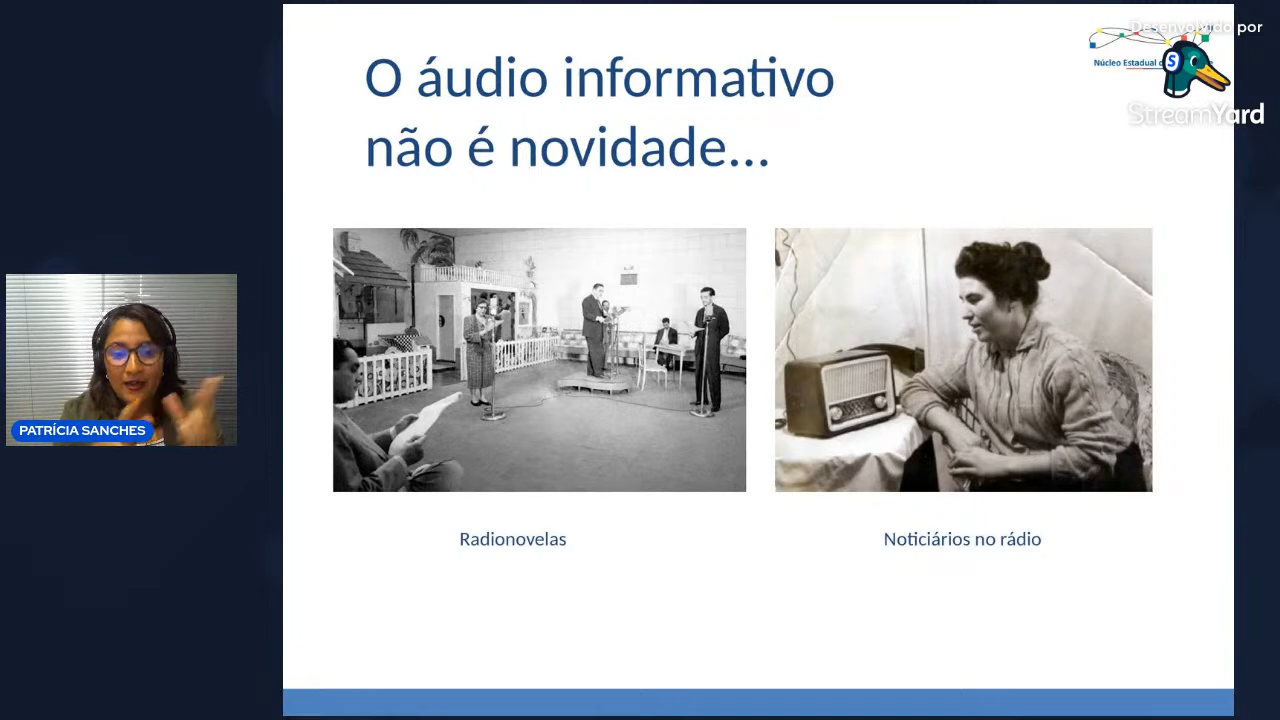 Desenvolvido por
Núcleo Estadual
StreamYard
O áudio informativo
não é novidade...
PATRÍCIA SANCHES
Radionovelas
Noticiários no rádio